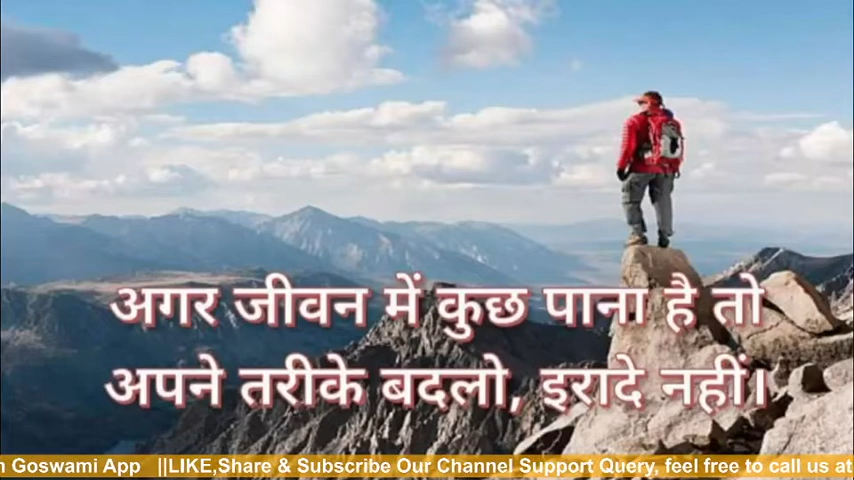 अगर जीवन में कुछ पाना है तो
अपने तरीके बदलो, इरादे नहीं।
Goswami App ||LIKE,Share & Subscribe Our Channel Support Query, feel free to call us at